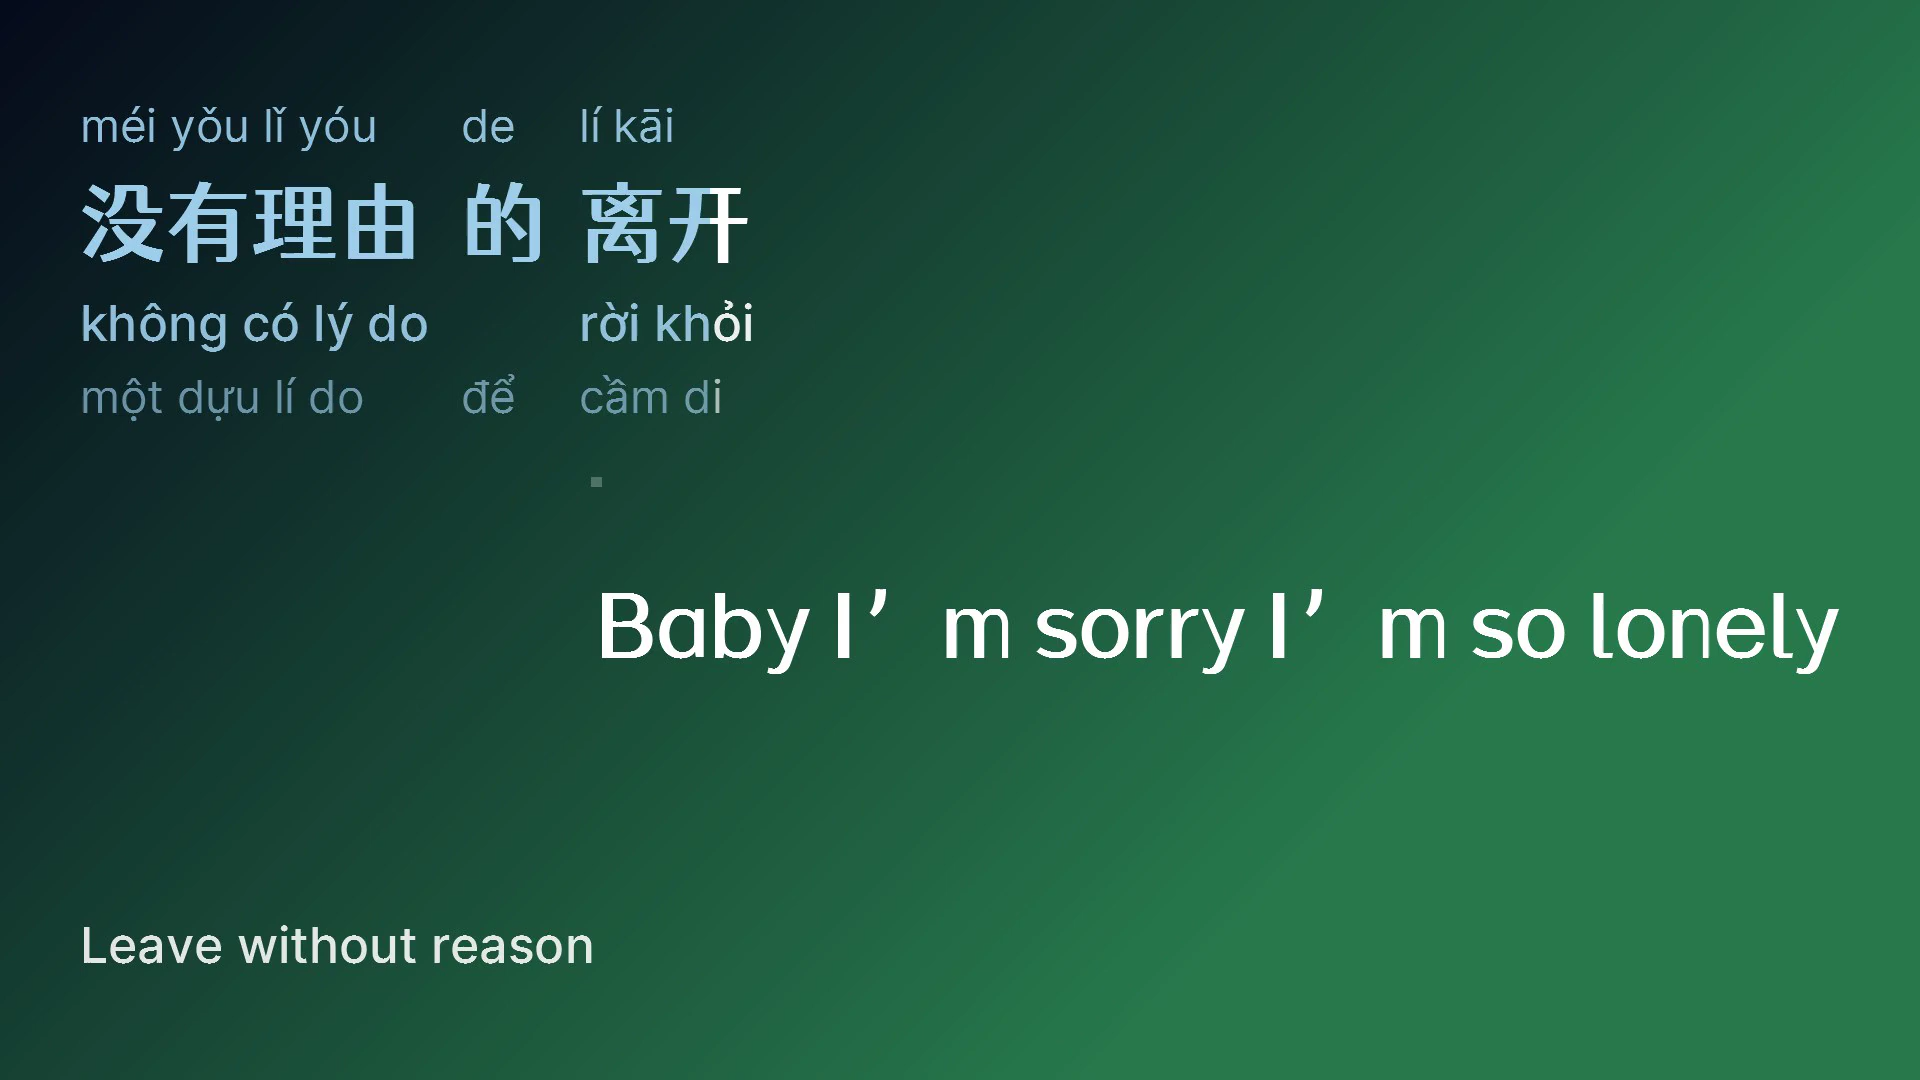 méi yǒu lǐ yóu de lí kāi
没有理由 的 离开
không có lý do rời khỏi
một dựu lí do để cầm di
Baby I’m sorry I’m so lonely
Leave without reason